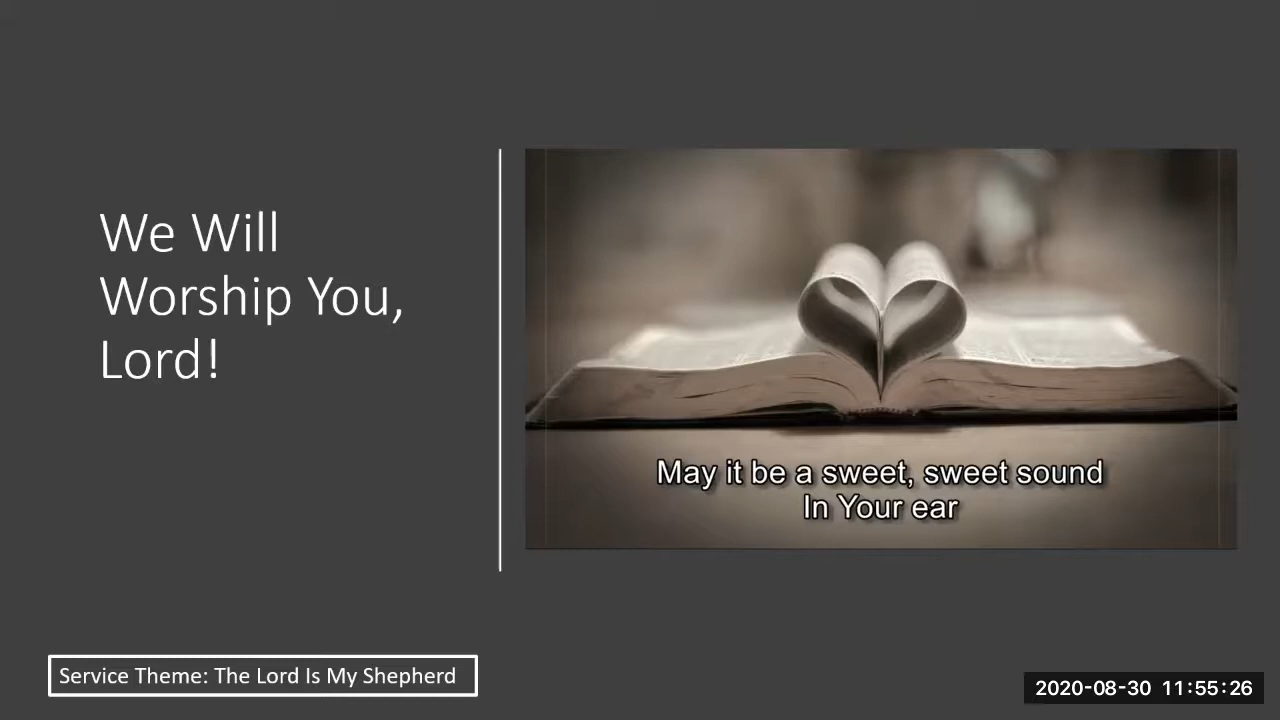 We Will
Worship You,
Lord!
May it be a sweet, sweet sound
In Your ear
Service Theme: The Lord Is My Shepherd
2020-08-30 11:55:26